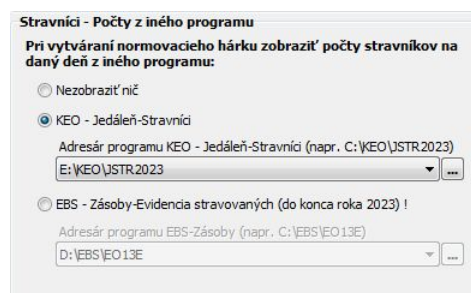 Stravníci - Počty z iného programu
Pri vytváraní normovacieho hárku zobraziť počty stravníkov na
daný deň z iného programu:
Nezobraziť nič
KEO - Jedáleň-Stravníci
Adresár programu KEO - Jedáleň-Stravníci (napr. C:\KEO\JSTR2023)
E:\KEO\JSTR2023
...
EBS - Zásoby-Evidencia stravovaných (do konca roka 2023) !
Adresár programu EBS-Zásoby (napr. C:\EBS\EO13E)
D:\EBS\EO13E
...